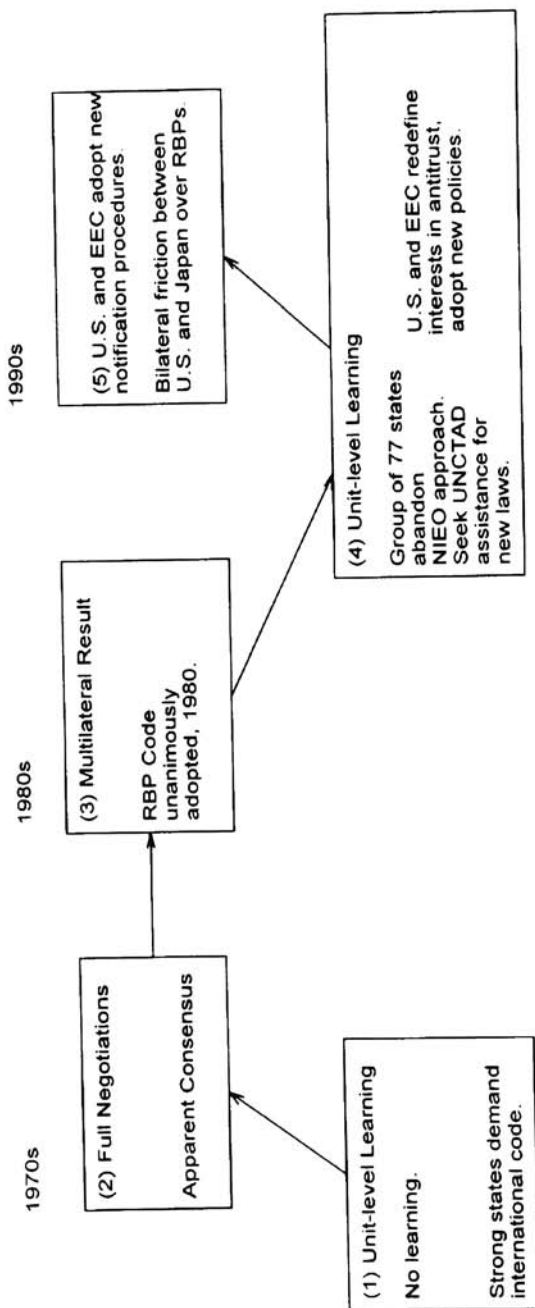 1970s
1980s
1990s
(1) Unit-level Learning
No learning.
Strong states demand
international code.
(2) Full Negotiations
Apparent Consensus
(3) Multilateral Result
RBP Code
unanimously
adopted, 1980.
(4) Unit-level Learning
Group of 77 states
abandon
NIEO approach.
Seek UNCTAD
assistance for
new laws.
U.S. and EEC redefine
interests in antitrust,
adopt new policies.
(5) U.S. and EEC adopt new
notification procedures.
Bilateral friction between
U.S. and Japan over RBPs.